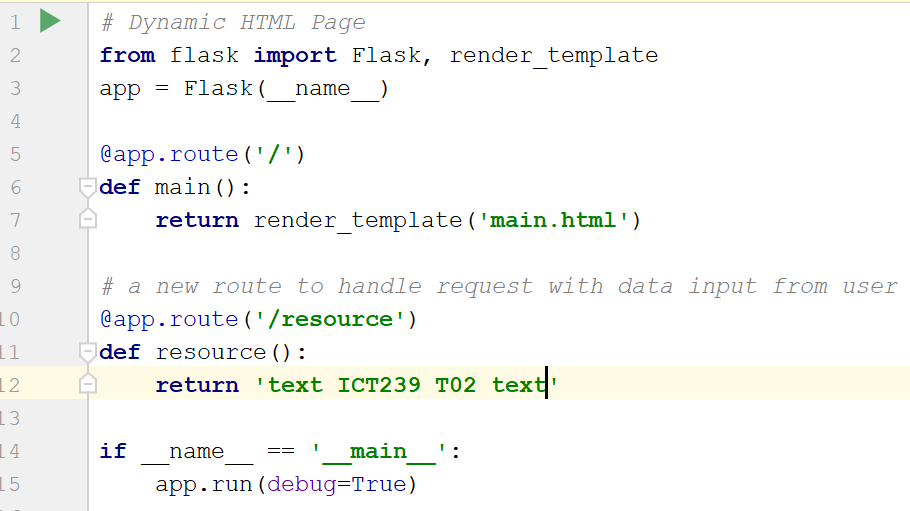 1 # Dynamic HTML Page
2 from flask import Flask, render_template
3 app = Flask(__name__)
4
5 @app.route('/')
6 def main():
7     return render_template('main.html')
8
9 # a new route to handle request with data input from user
10 @app.route('/resource')
11 def resource():
12     return 'text ICT239 T02 text'
13
14 if __name__ == '__main__':
15     app.run(debug=True)